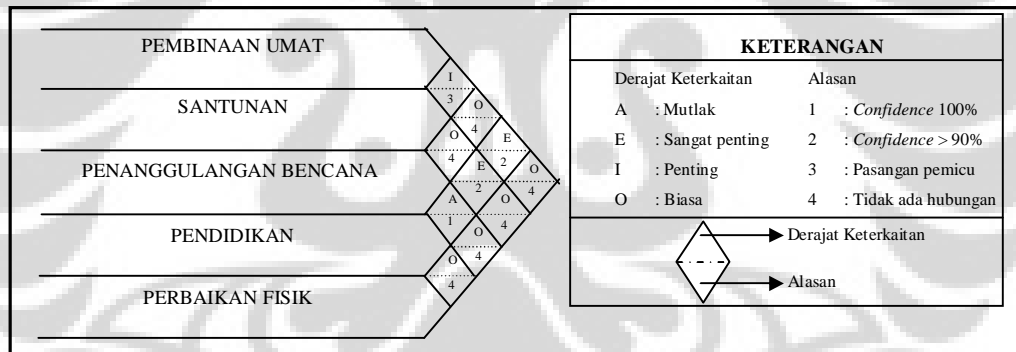 PEMBINAAN UMAT
SANTUNAN
PENANGGULANGAN BENCANA
PENDIDIKAN
PERBAIKAN FISIK
I
3
O
4
E
2
O
4
O
4
E
2
O
4
A
I
O
4
O
4
KETERANGAN
Derajat Keterkaitan Alasan
A : Mutlak 1 : Confidence 100%
E : Sangat penting 2 : Confidence > 90%
I : Penting 3 : Pasangan pemicu
O : Biasa 4 : Tidak ada hubungan
Derajat Keterkaitan
Alasan